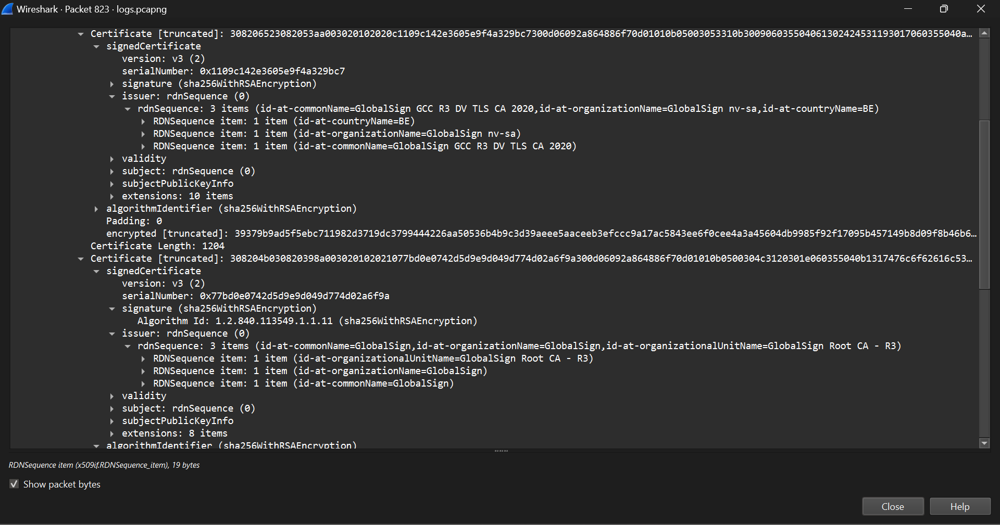 Wireshark · Packet 823 · logs.pcapng
Certificate [truncated]: 308206523082053aa003020102020c1109c142e3605e9f4a329bc7300d06092a864886f70d01010b05003053310b300906035504061302424531193017060355040a…
signedCertificate
version: v3 (2)
serialNumber: 0x1109c142e3605e9f4a329bc7
signature (sha256WithRSAEncryption)
issuer: rdnSequence (0)
rdnSequence: 3 items (id-at-commonName=GlobalSign GCC R3 DV TLS CA 2020,id-at-organizationName=GlobalSign nv-sa,id-at-countryName=BE)
RDNSequence item: 1 item (id-at-countryName=BE)
RDNSequence item: 1 item (id-at-organizationName=GlobalSign nv-sa)
RDNSequence item: 1 item (id-at-commonName=GlobalSign GCC R3 DV TLS CA 2020)
validity
subject: rdnSequence (0)
subjectPublicKeyInfo
extensions: 10 items
algorithmIdentifier (sha256WithRSAEncryption)
Padding: 0
encrypted [truncated]: 39379b9ad5f5ebc711982d3719dc3799444226aa50536b4b9c3d39aeee5aaceeb3efccc9a17ac5843ee6f0cee4a3a45604db9985f92f17095b457149b8d09f8b46b6…
Certificate Length: 1204
Certificate [truncated]: 308204b030820398a003020102021077bd0e0742d5d9e9d049d774d02a6f9a300d06092a864886f70d01010b0500304c3120301e060355040b1317476c6f62616c53…
signedCertificate
version: v3 (2)
serialNumber: 0x77bd0e0742d5d9e9d049d774d02a6f9a
signature (sha256WithRSAEncryption)
Algorithm Id: 1.2.840.113549.1.1.11 (sha256WithRSAEncryption)
issuer: rdnSequence (0)
rdnSequence: 3 items (id-at-commonName=GlobalSign,id-at-organizationName=GlobalSign,id-at-organizationalUnitName=GlobalSign Root CA - R3)
RDNSequence item: 1 item (id-at-organizationalUnitName=GlobalSign Root CA - R3)
RDNSequence item: 1 item (id-at-organizationName=GlobalSign)
RDNSequence item: 1 item (id-at-commonName=GlobalSign)
validity
subject: rdnSequence (0)
subjectPublicKeyInfo
extensions: 8 items
algorithmIdentifier (sha256WithRSAEncryption)
RDNSequence item (x509if.RDNSequence_item), 19 bytes
Show packet bytes
Close
Help